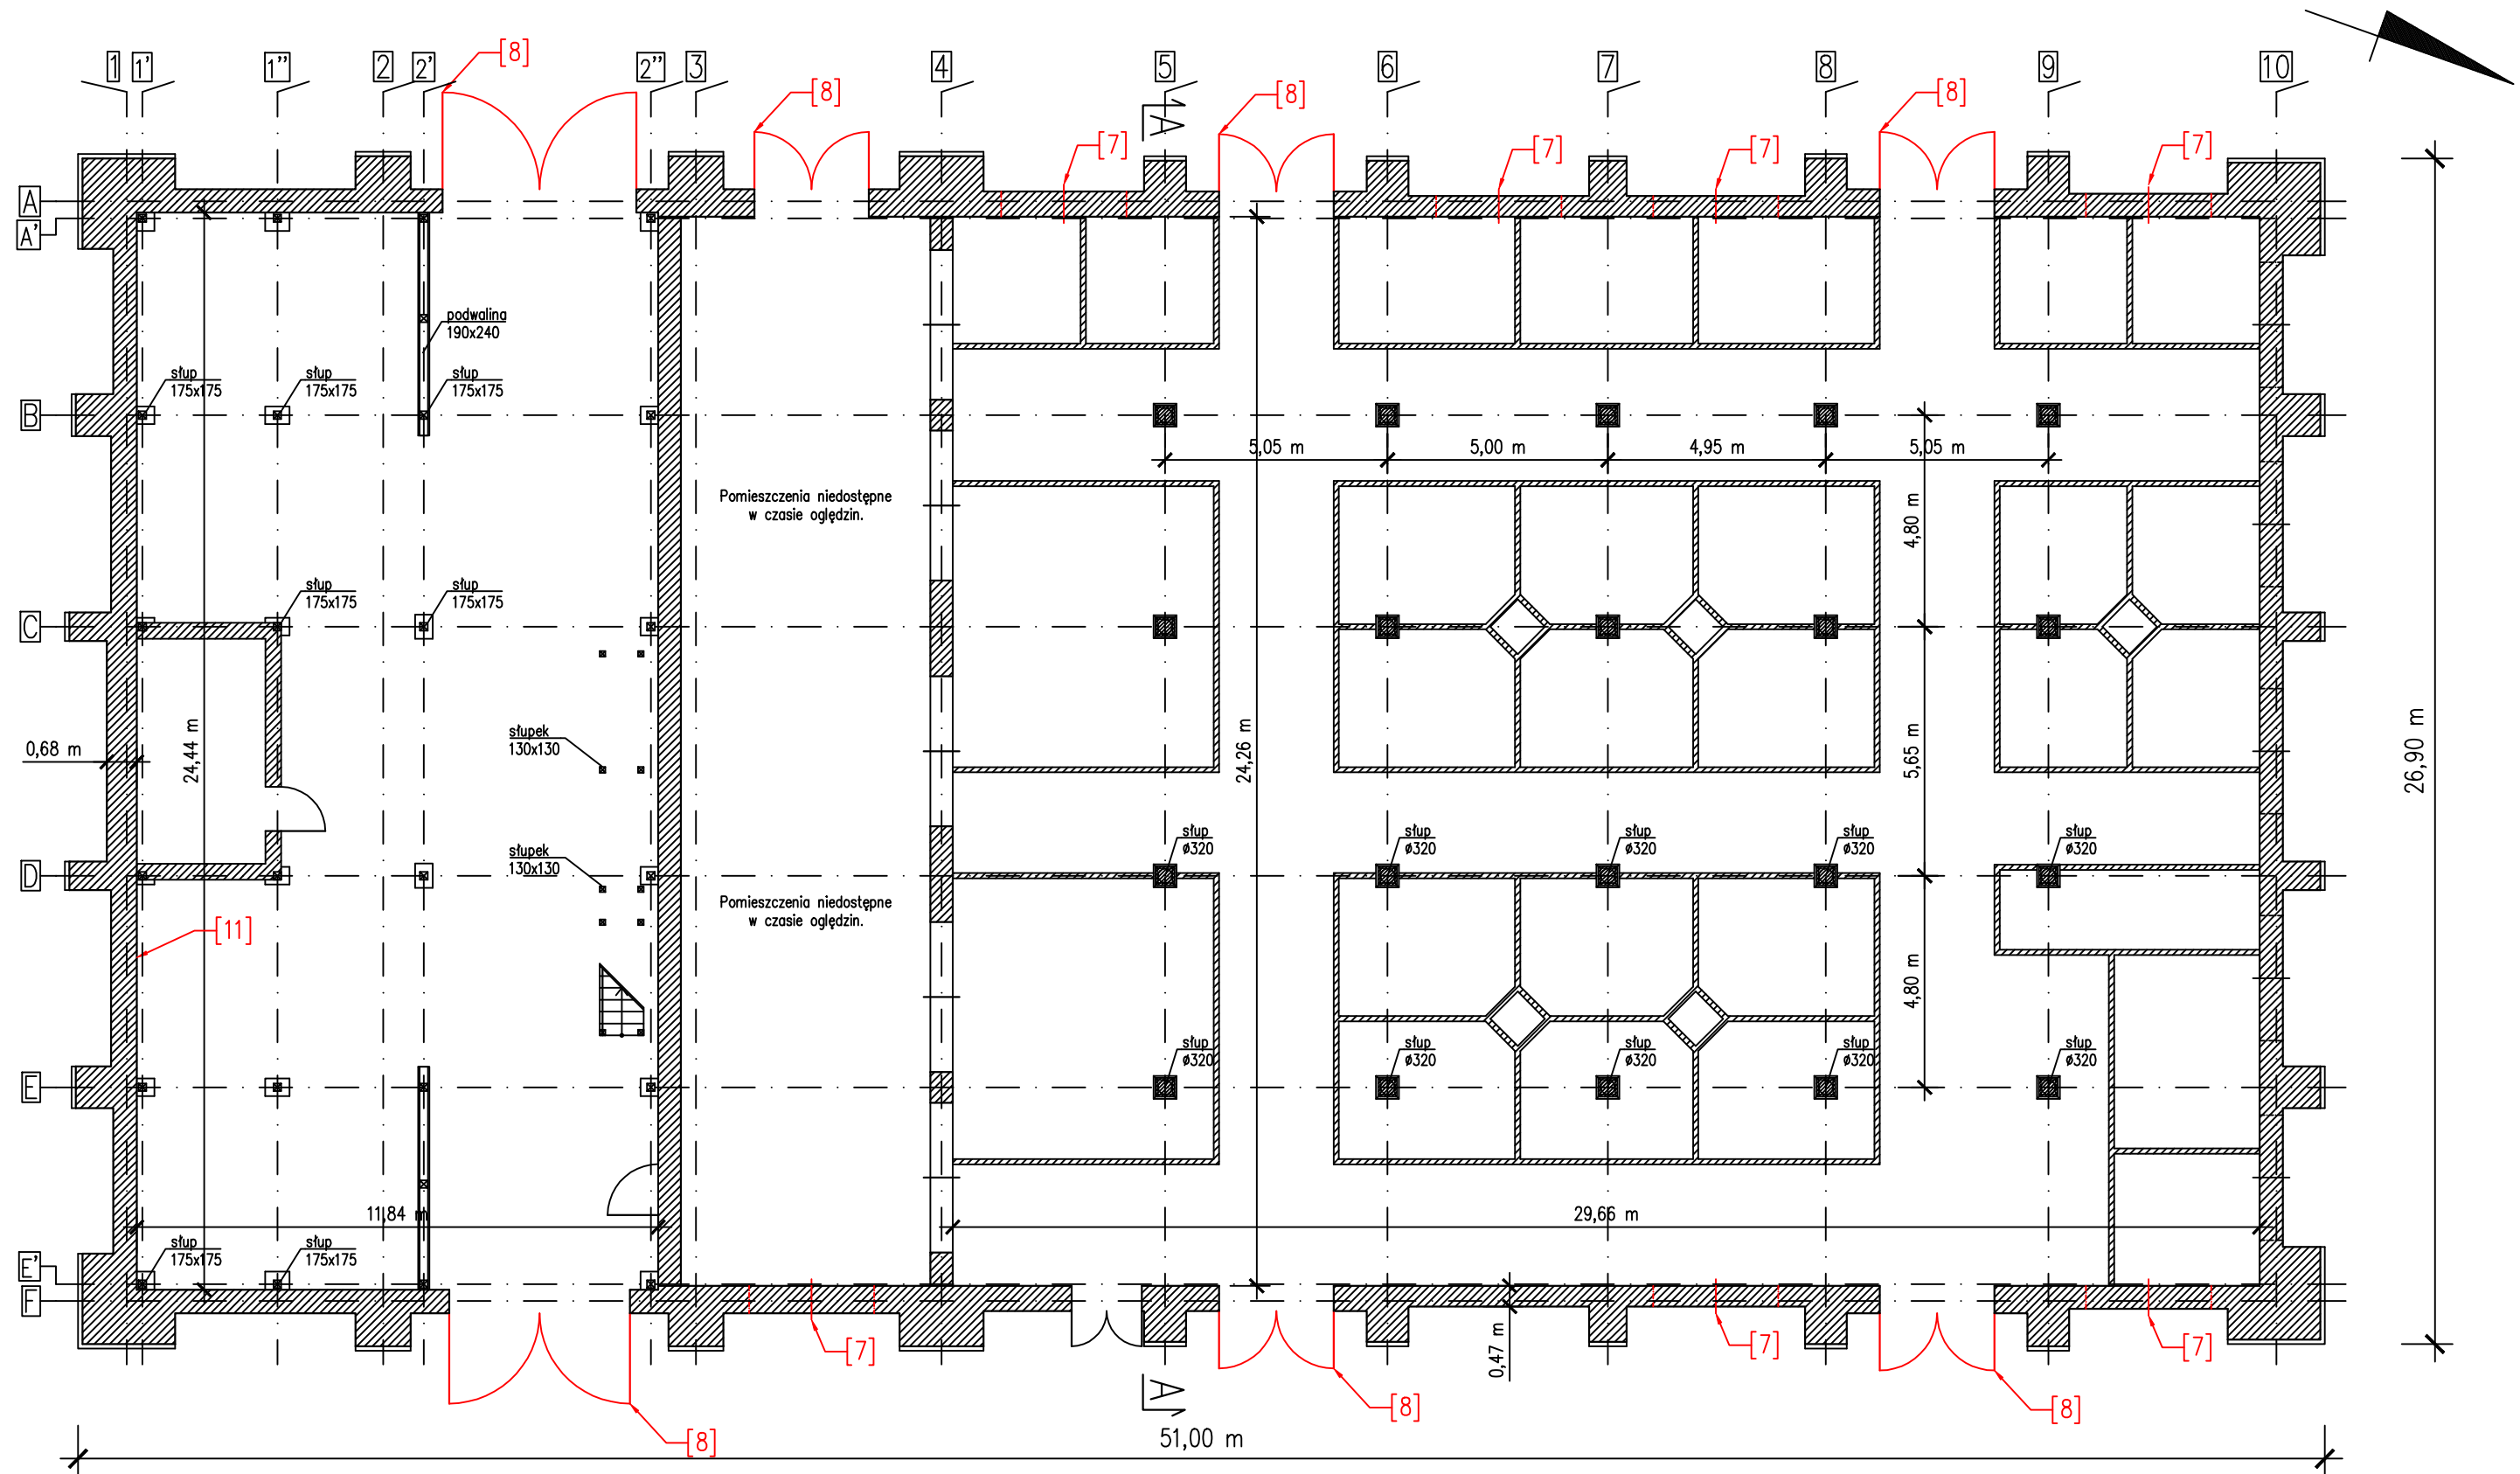 1 1' 1'' 2 2' 2'' 3 4 5 6 7 8 9 10
[8] [8] [8] [8]
[7] [7] [7] [7]
A
A
A'
podwalina
190x240
słup
175x175
słup
175x175
słup
175x175
B
5,05 m 5,00 m 4,95 m 5,05 m
Pomieszczenia niedostępne
w czasie oględzin.
4,80 m
słup
175x175
słup
175x175
C
0,68 m
24,44 m
słupek
130x130
24,26 m
5,65 m
26,90 m
słupek
130x130
słup
ø320
słup
ø320
słup
ø320
słup
ø320
słup
ø320
D
Pomieszczenia niedostępne
w czasie oględzin.
[11]
4,80 m
słup
ø320
słup
ø320
słup
ø320
słup
ø320
słup
ø320
E
11,84 m
29,66 m
słup
175x175
słup
175x175
E'
F
[7] [7] [7]
0,47 m
A
[8] [8] [8]
51,00 m